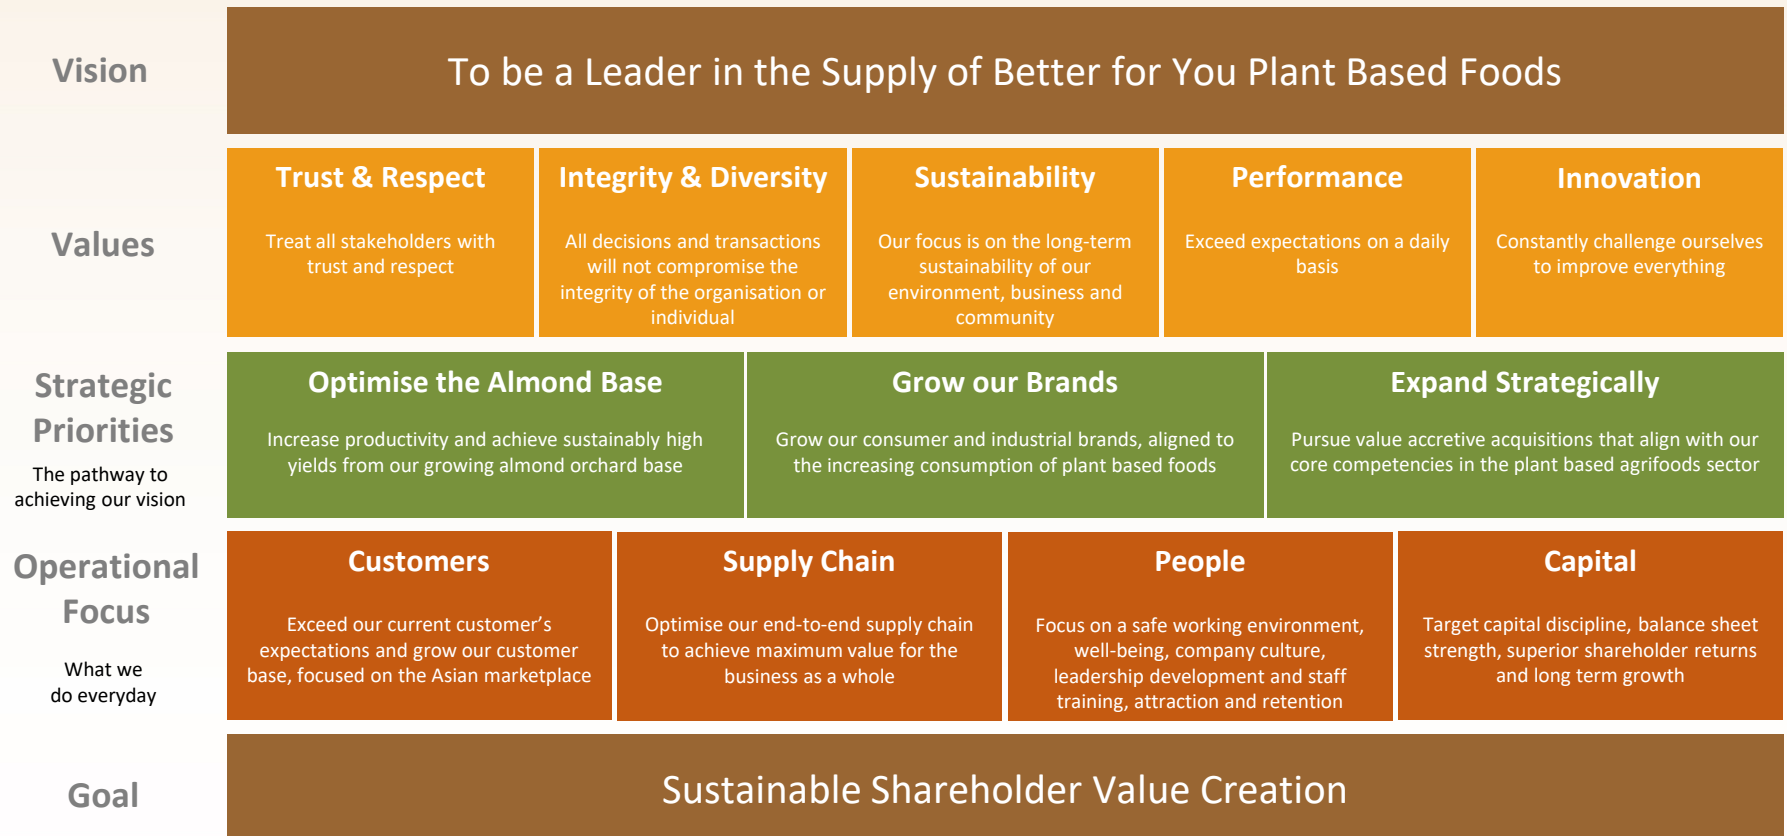 Vision
To be a Leader in the Supply of Better for You Plant Based Foods
Values
Trust & Respect
Treat all stakeholders with
trust and respect
Integrity & Diversity
All decisions and transactions
will not compromise the
integrity of the organisation or
individual
Sustainability
Our focus is on the long-term
sustainability of our
environment, business and
community
Performance
Exceed expectations on a daily
basis
Innovation
Constantly challenge ourselves
to improve everything
Strategic
Priorities
The pathway to
achieving our vision
Optimise the Almond Base
Increase productivity and achieve sustainably high
yields from our growing almond orchard base
Grow our Brands
Grow our consumer and industrial brands, aligned to
the increasing consumption of plant based foods
Expand Strategically
Pursue value accretive acquisitions that align with our
core competencies in the plant based agrifoods sector
Operational
Focus
What we
do everyday
Customers
Exceed our current customer's
expectations and grow our customer
base, focused on the Asian marketplace
Supply Chain
Optimise our end-to-end supply chain
to achieve maximum value for the
business as a whole
People
Focus on a safe working environment,
well-being, company culture,
leadership development and staff
training, attraction and retention
Capital
Target capital discipline, balance sheet
strength, superior shareholder returns
and long term growth
Goal
Sustainable Shareholder Value Creation